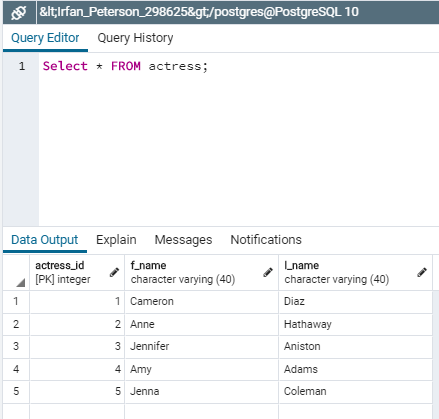 &lt;Irfan_Peterson_298625&gt;/postgres@PostgreSQL 10
Query Editor Query History
1 Select * FROM actress;
Data Output Explain Messages Notifications
actress_id f_name l_name
[PK] integer character varying (40) character varying (40)
1 1 Cameron Diaz
2 2 Anne Hathaway
3 3 Jennifer Aniston
4 4 Amy Adams
5 5 Jenna Coleman